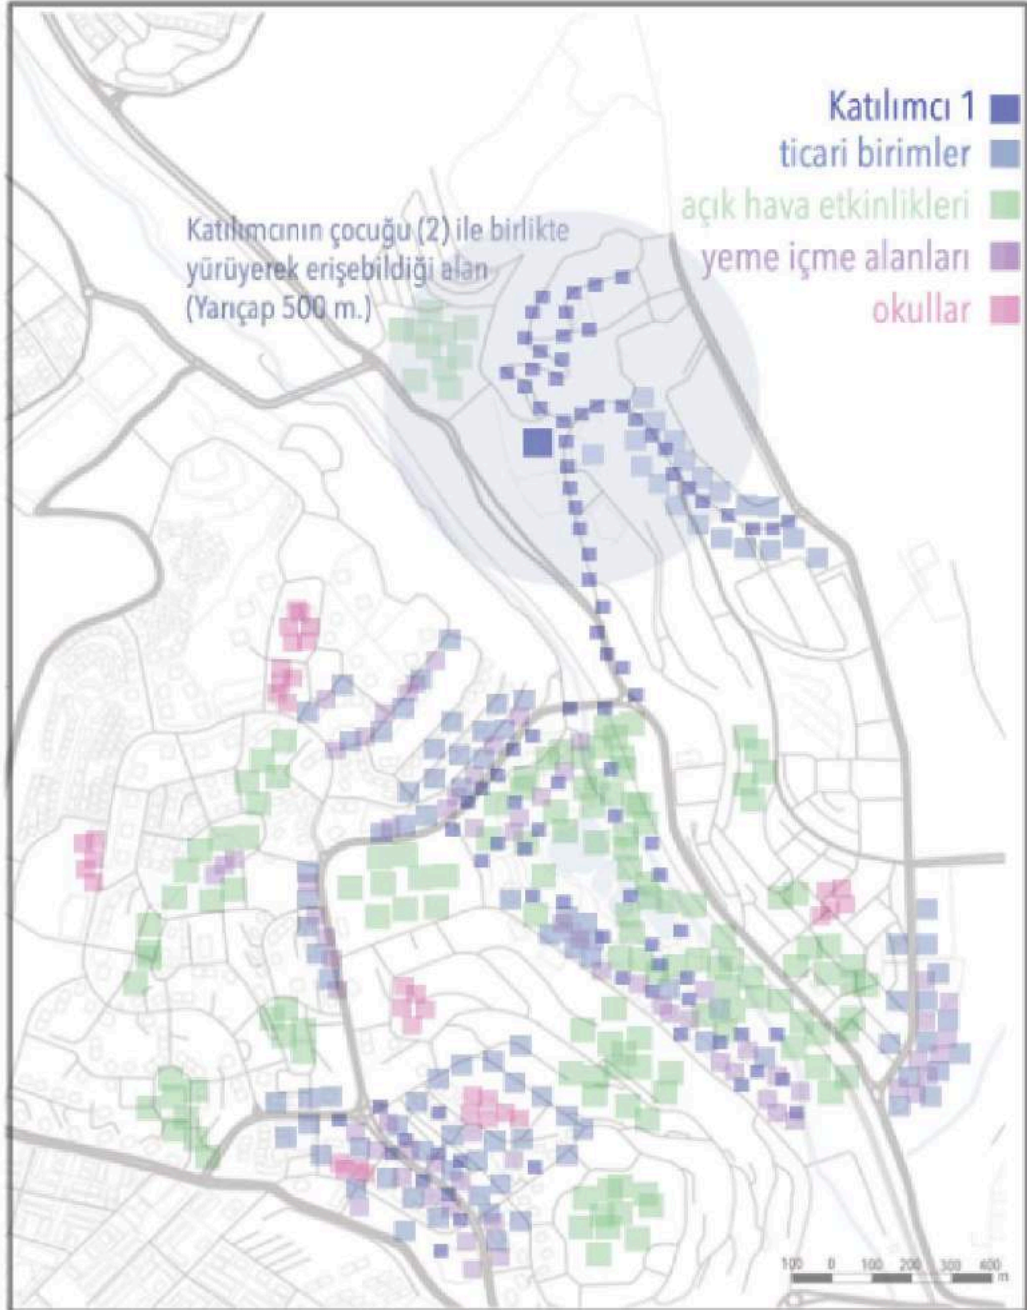 Katılımcı 1
ticari birimler
açık hava etkinlikleri
yeme içme alanları
okullar
Katılımcının çocuğu (2) ile birlikte
yürüyerek erişebildiği alan
(Yarıçap 500 m.)
100 0 100 200 300 400
m